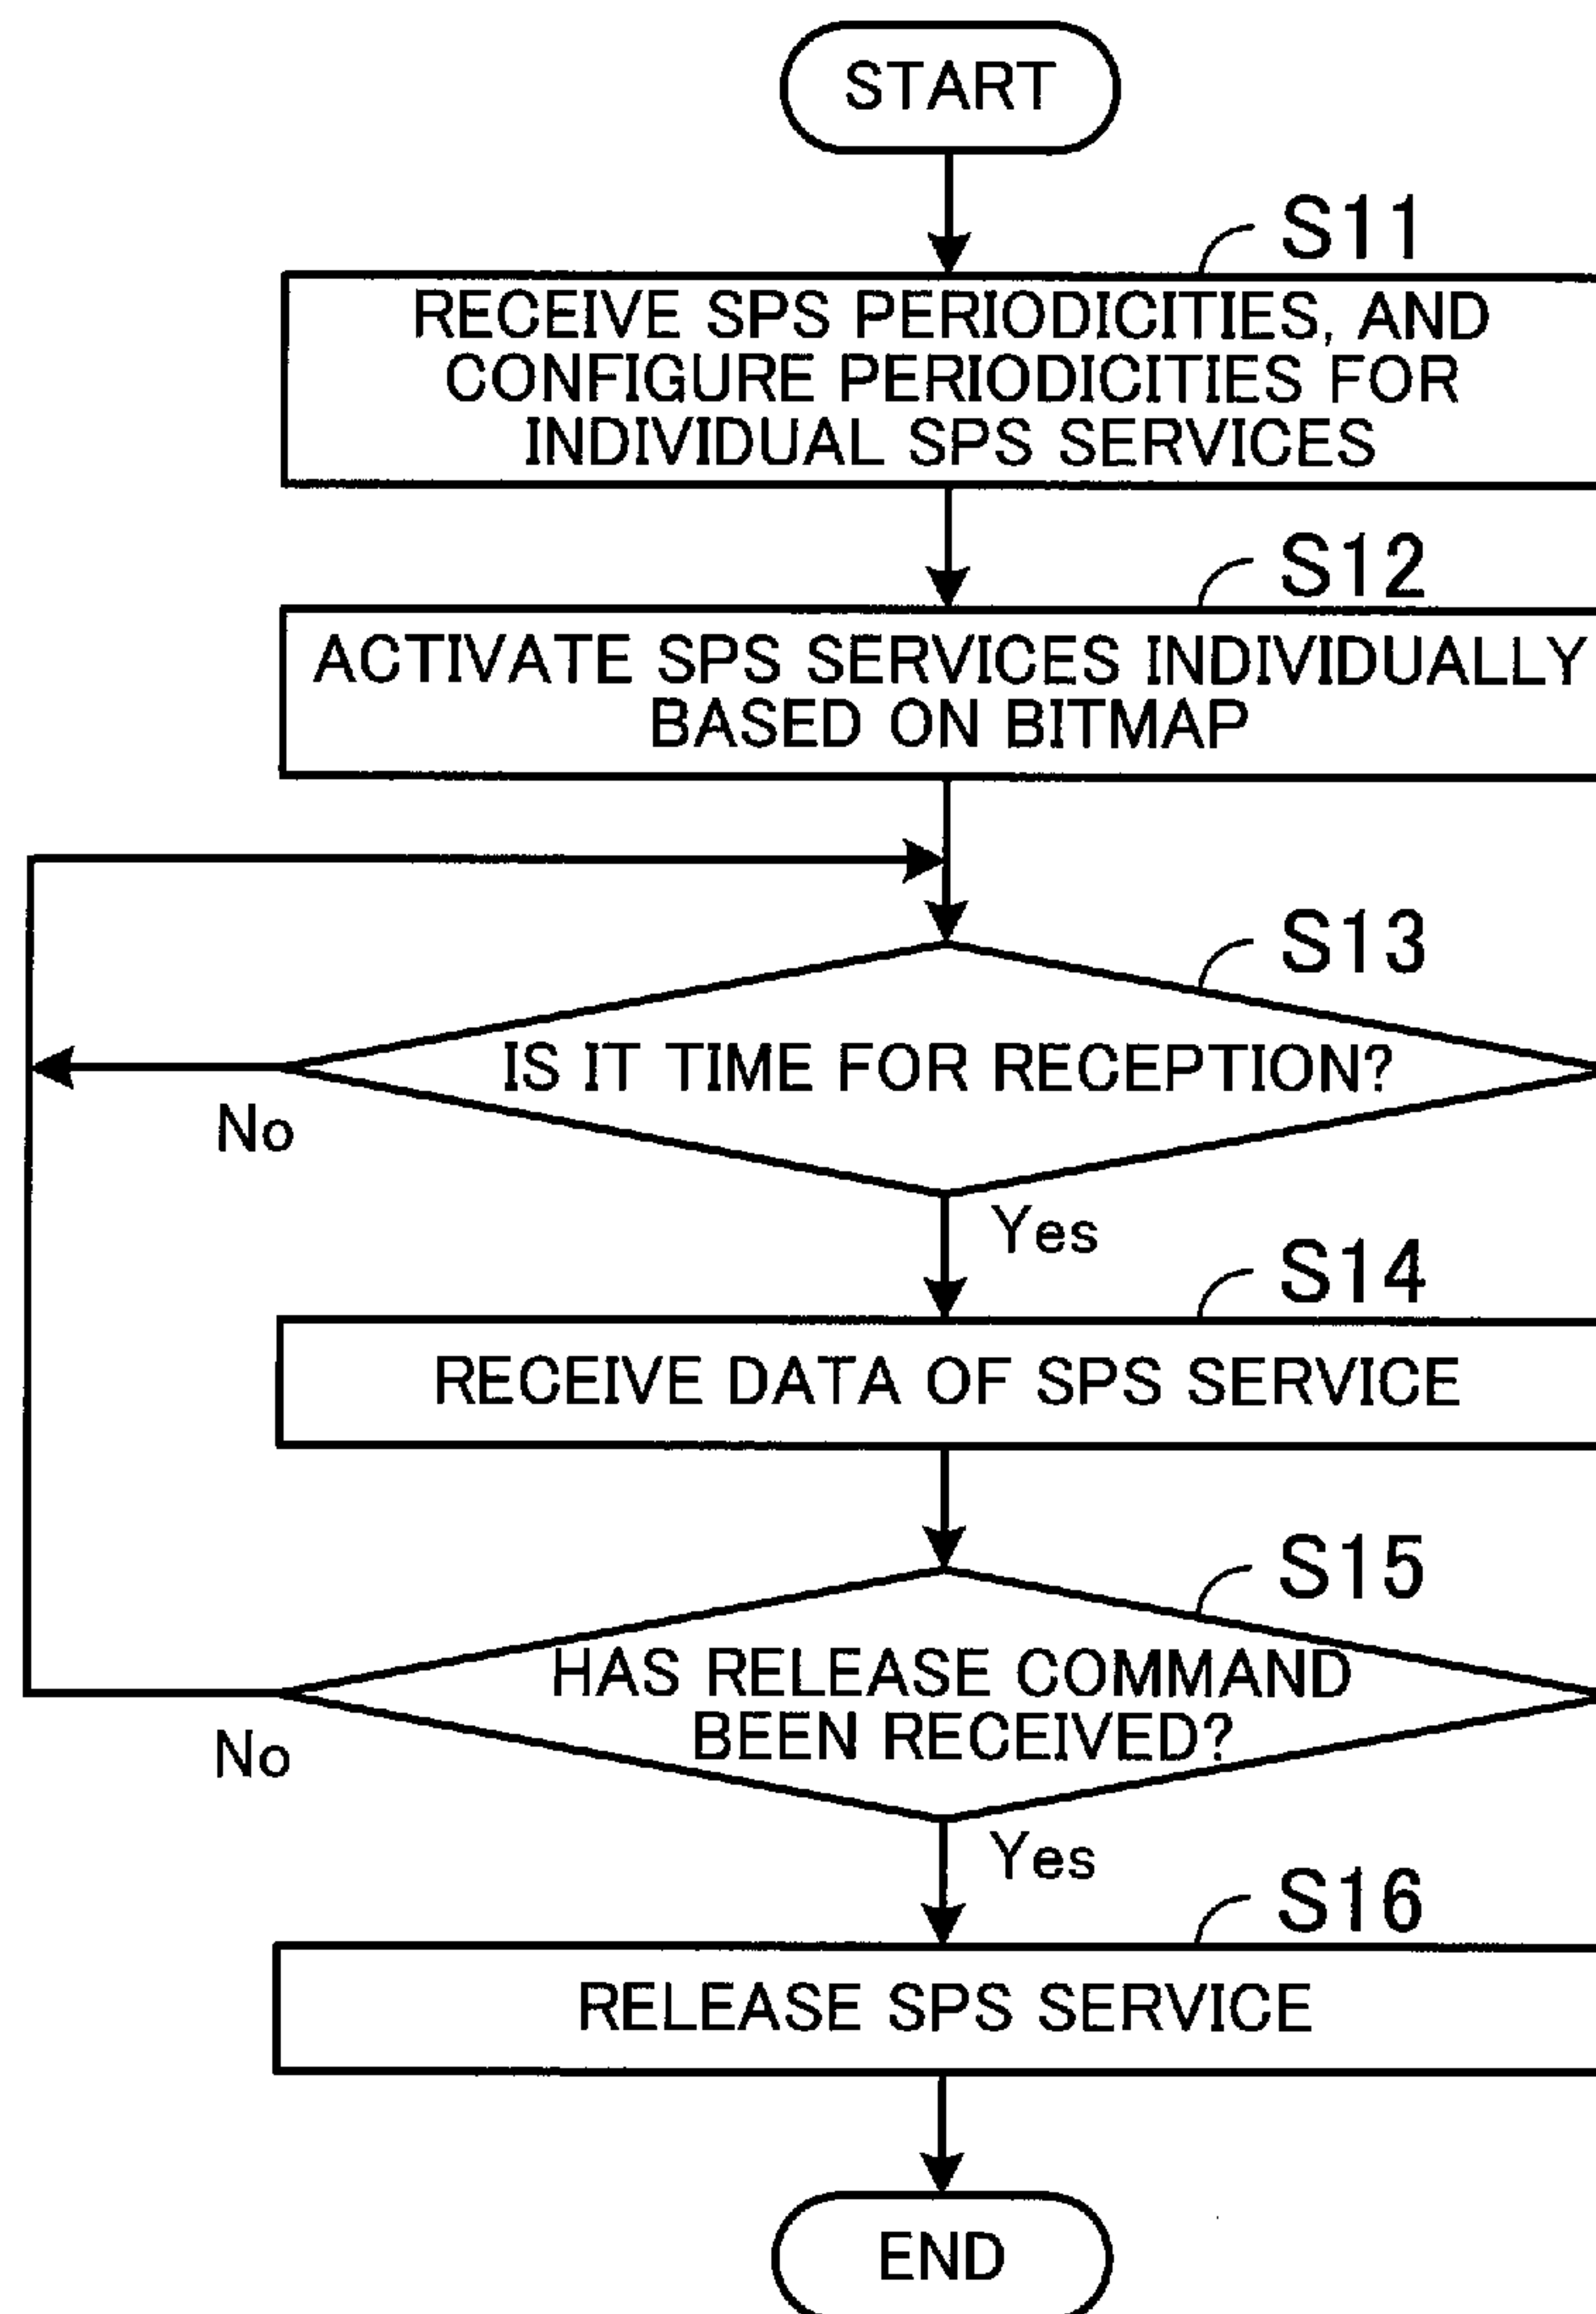 START
S11
RECEIVE SPS PERIODICITIES, AND
CONFIGURE PERIODICITIES FOR
INDIVIDUAL SPS SERVICES
S12
ACTIVATE SPS SERVICES INDIVIDUALLY
BASED ON BITMAP
S13
IS IT TIME FOR RECEPTION?
No
Yes
S14
RECEIVE DATA OF SPS SERVICE
S15
HAS RELEASE COMMAND
BEEN RECEIVED?
No
Yes
S16
RELEASE SPS SERVICE
END